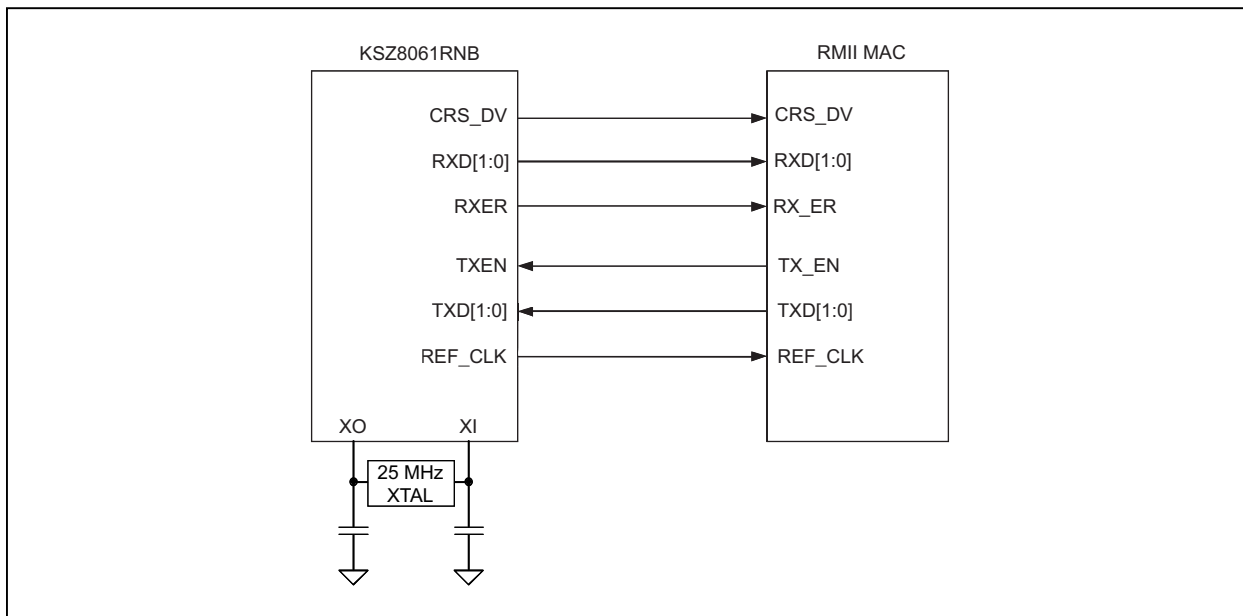 KSZ8061RNB
RMII MAC
CRS_DV
CRS_DV
RXD[1:0]
RXD[1:0]
RXER
RX_ER
TXEN
TX_EN
TXD[1:0]
TXD[1:0]
REF_CLK
REF_CLK
XO
XI
25 MHz
XTAL